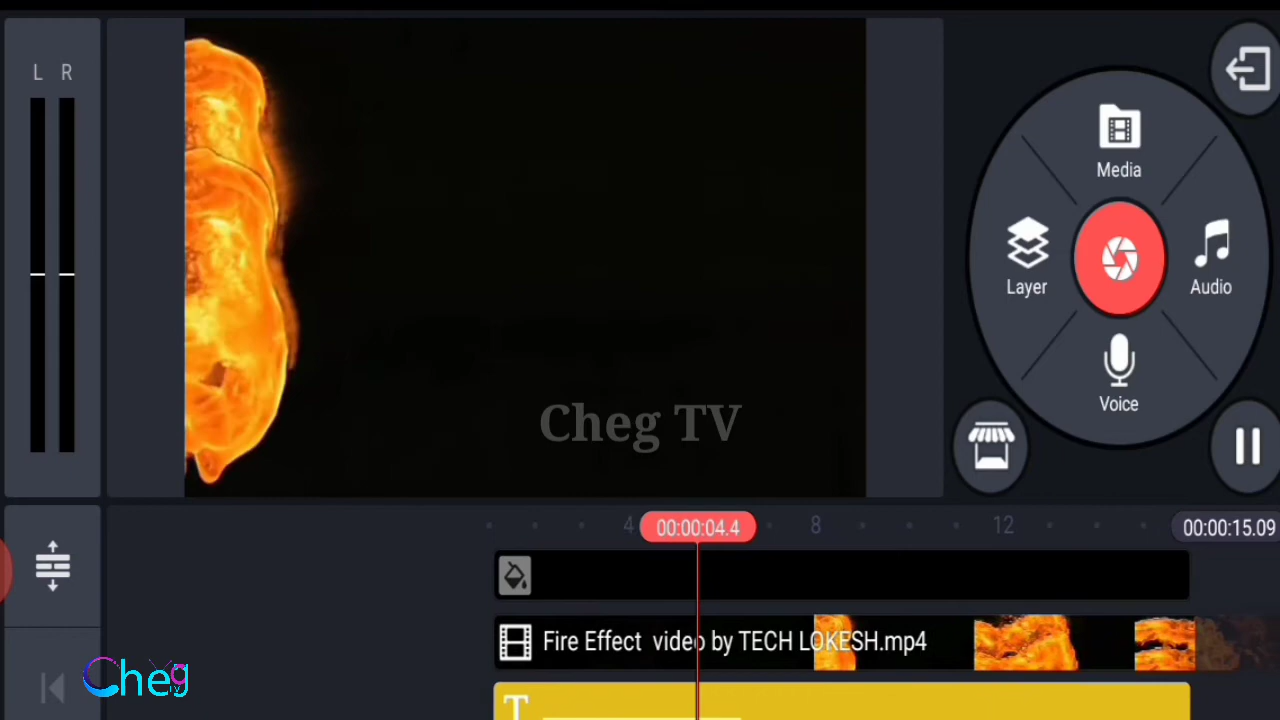 L R
Media
Layer
Audio
Voice
Cheg TV
4
00:00:04.4
8
12
00:00:15.09
Fire Effect video by TECH LOKESH.mp4
T
Cheg
TV